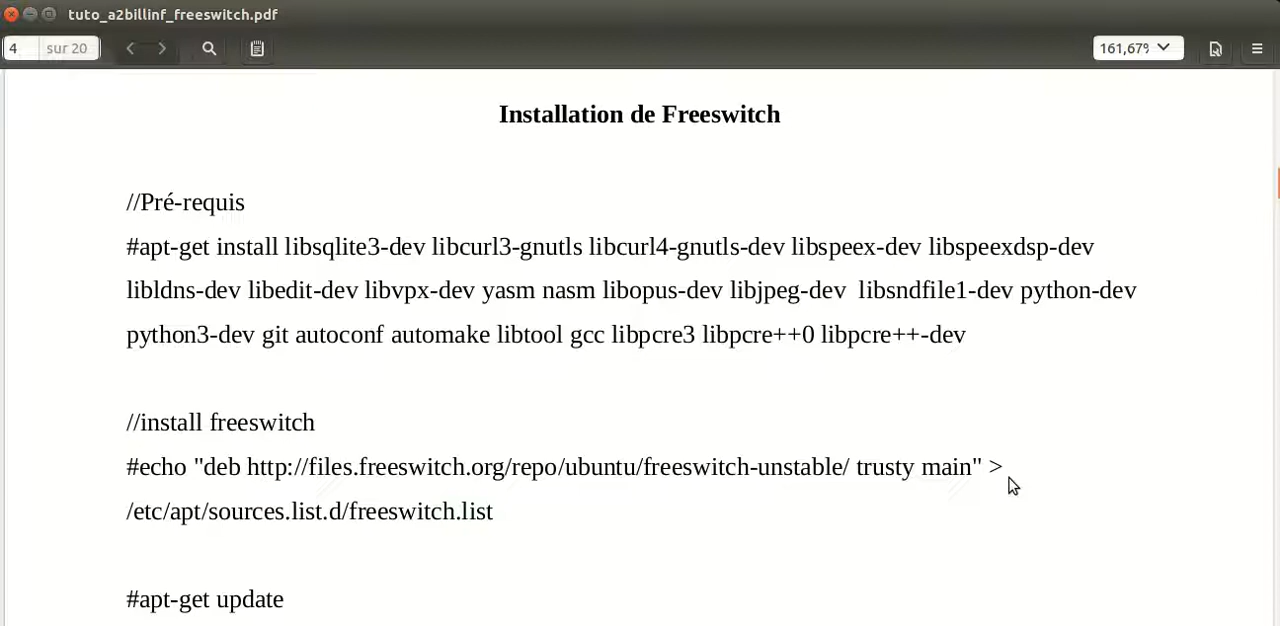 tuto_a2billinf_freeswitch.pdf
4 sur 20
161,67%
Installation de Freeswitch
//Pré-requis
#apt-get install libsqlite3-dev libcurl3-gnutls libcurl4-gnutls-dev libspeex-dev libspeexdsp-dev
libldns-dev libedit-dev libvpx-dev yasm nasm libopus-dev libjpeg-dev  libsndfile1-dev python-dev
python3-dev git autoconf automake libtool gcc libpcre3 libpcre++0 libpcre++-dev
//install freeswitch
#echo "deb http://files.freeswitch.org/repo/ubuntu/freeswitch-unstable/ trusty main" >
/etc/apt/sources.list.d/freeswitch.list
#apt-get update